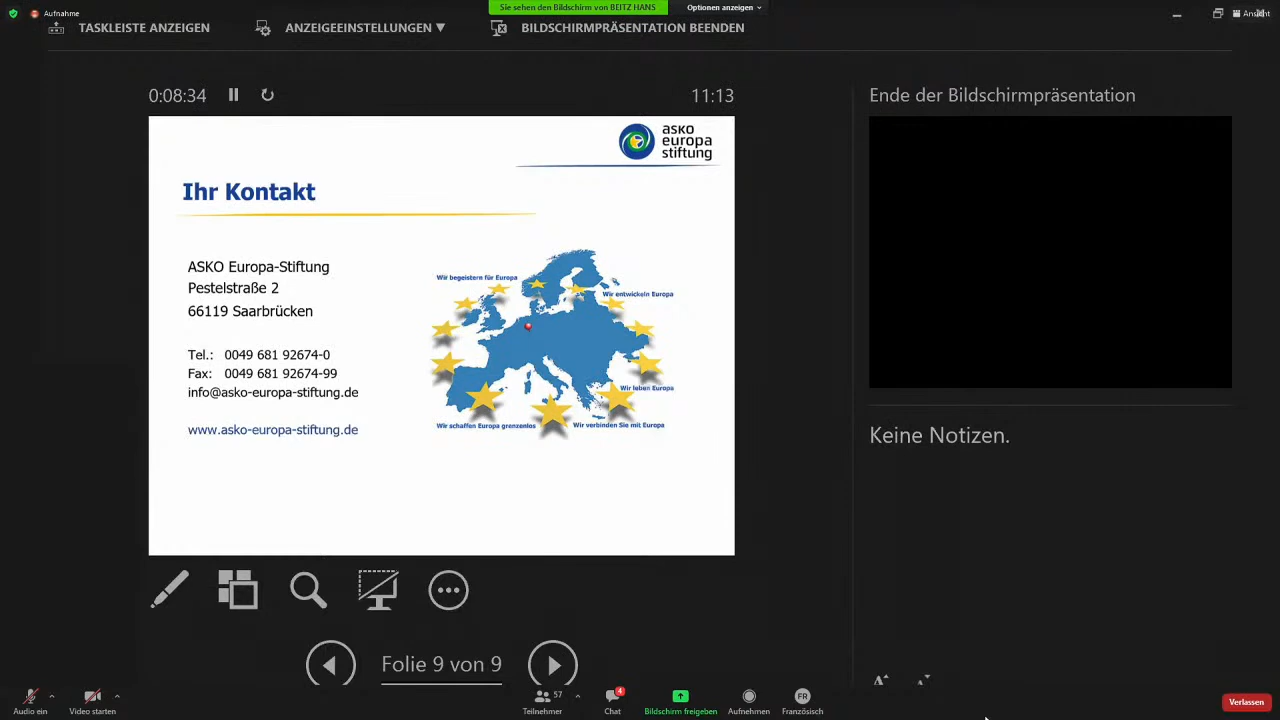 Aufnahme
Sie sehen den Bildschirm von BEITZ HANS
Optionen anzeigen
Ansicht
TASKLEISTE ANZEIGEN
ANZEIGEEINSTELLUNGEN ▼
BILDSCHIRMPRÄSENTATION BEENDEN
0:08:34
11:13
Ende der Bildschirmpräsentation
asko
europa
stiftung
Ihr Kontakt
ASKO Europa-Stiftung
Pestelstraße 2
66119 Saarbrücken
Tel.: 0049 681 92674-0
Fax: 0049 681 92674-99
info@asko-europa-stiftung.de
www.asko-europa-stiftung.de
Wir begeistern für Europa
Wir entwickeln Europa
Wir leben Europa
Wir schaffen Europa grenzenlos
Wir verbinden Sie mit Europa
Keine Notizen.
Folie 9 von 9
Audio ein
Video starten
57
Teilnehmer
4
Chat
Bildschirm freigeben
Aufnehmen
FR
Französisch
Verlassen